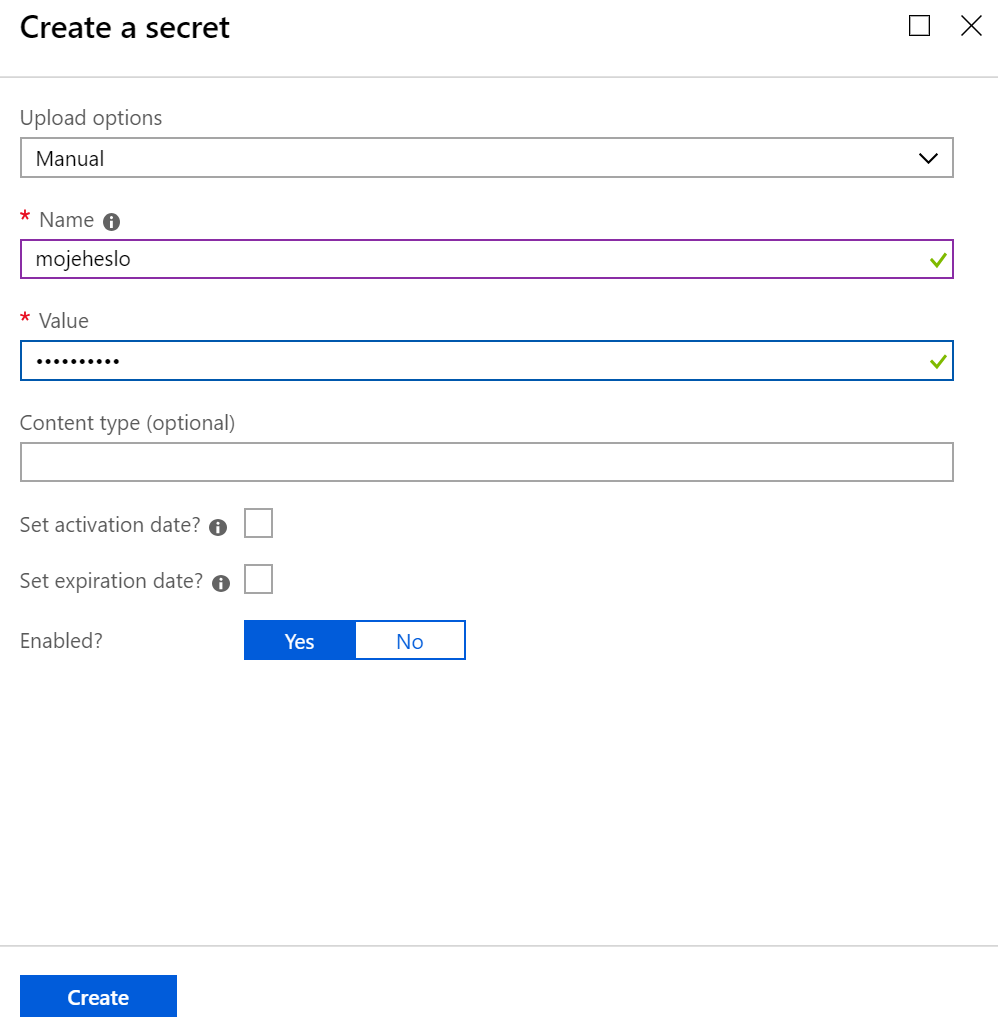 Create a secret
Upload options
Manual
* Name
mojeheslo
* Value
••••••••••
Content type (optional)
Set activation date?
Set expiration date?
Enabled?
Yes No
Create